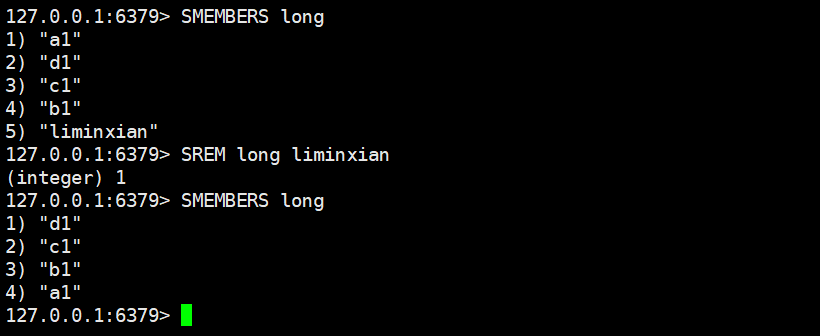 127.0.0.1:6379> SMEMBERS long
1) "a1"
2) "d1"
3) "c1"
4) "b1"
5) "liminxian"
127.0.0.1:6379> SREM long liminxian
(integer) 1
127.0.0.1:6379> SMEMBERS long
1) "d1"
2) "c1"
3) "b1"
4) "a1"
127.0.0.1:6379>